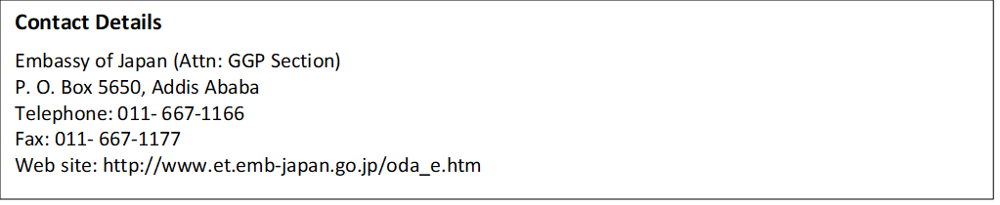 Contact Details
Embassy of Japan (Attn: GGP Section)
P. O. Box 5650, Addis Ababa
Telephone: 011- 667-1166
Fax: 011- 667-1177
Web site: http://www.et.emb-japan.go.jp/oda_e.htm